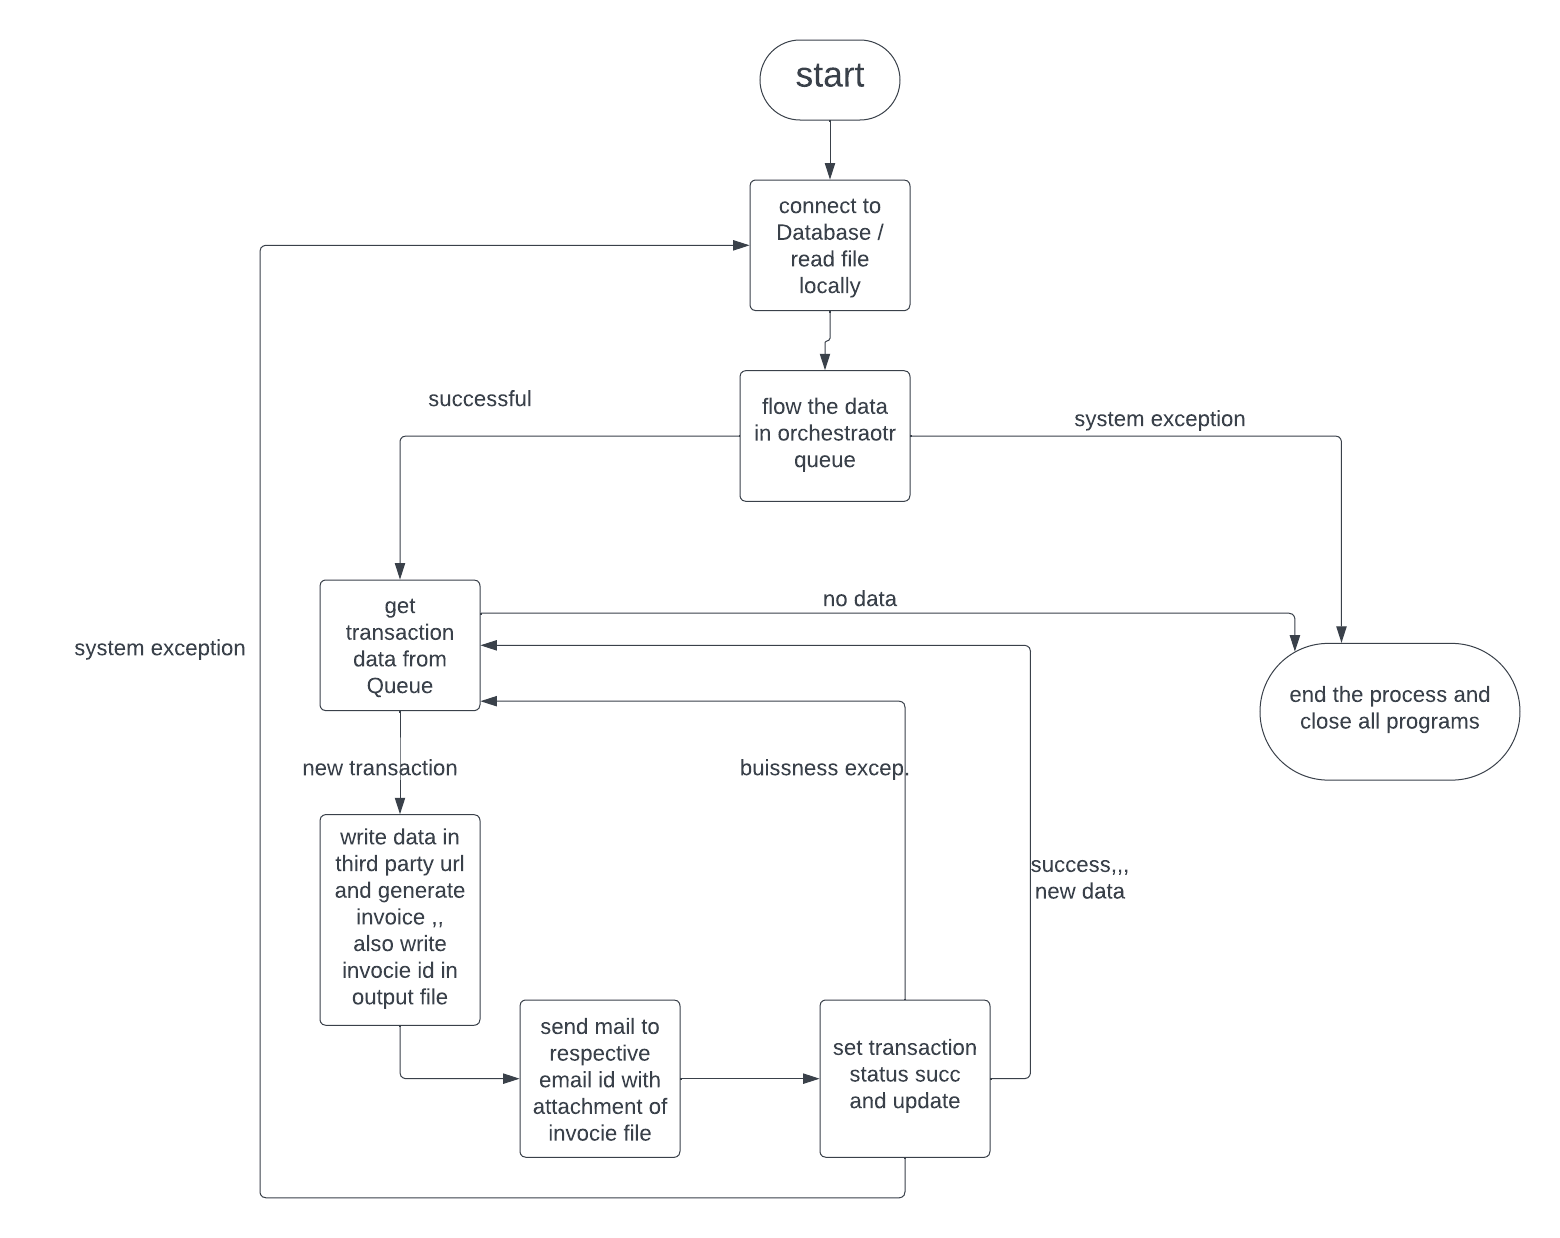 start
connect to
Database /
read file
locally
successful
flow the data
in orchestraotr
queue
system exception
no data
get
transaction
data from
Queue
system exception
end the process and
close all programs
new transaction
buissness excep.
write data in
third party url
and generate
invoice ,,
also write
invocie id in
output file
success,,,
new data
send mail to
respective
email id with
attachment of
invocie file
set transaction
status succ
and update